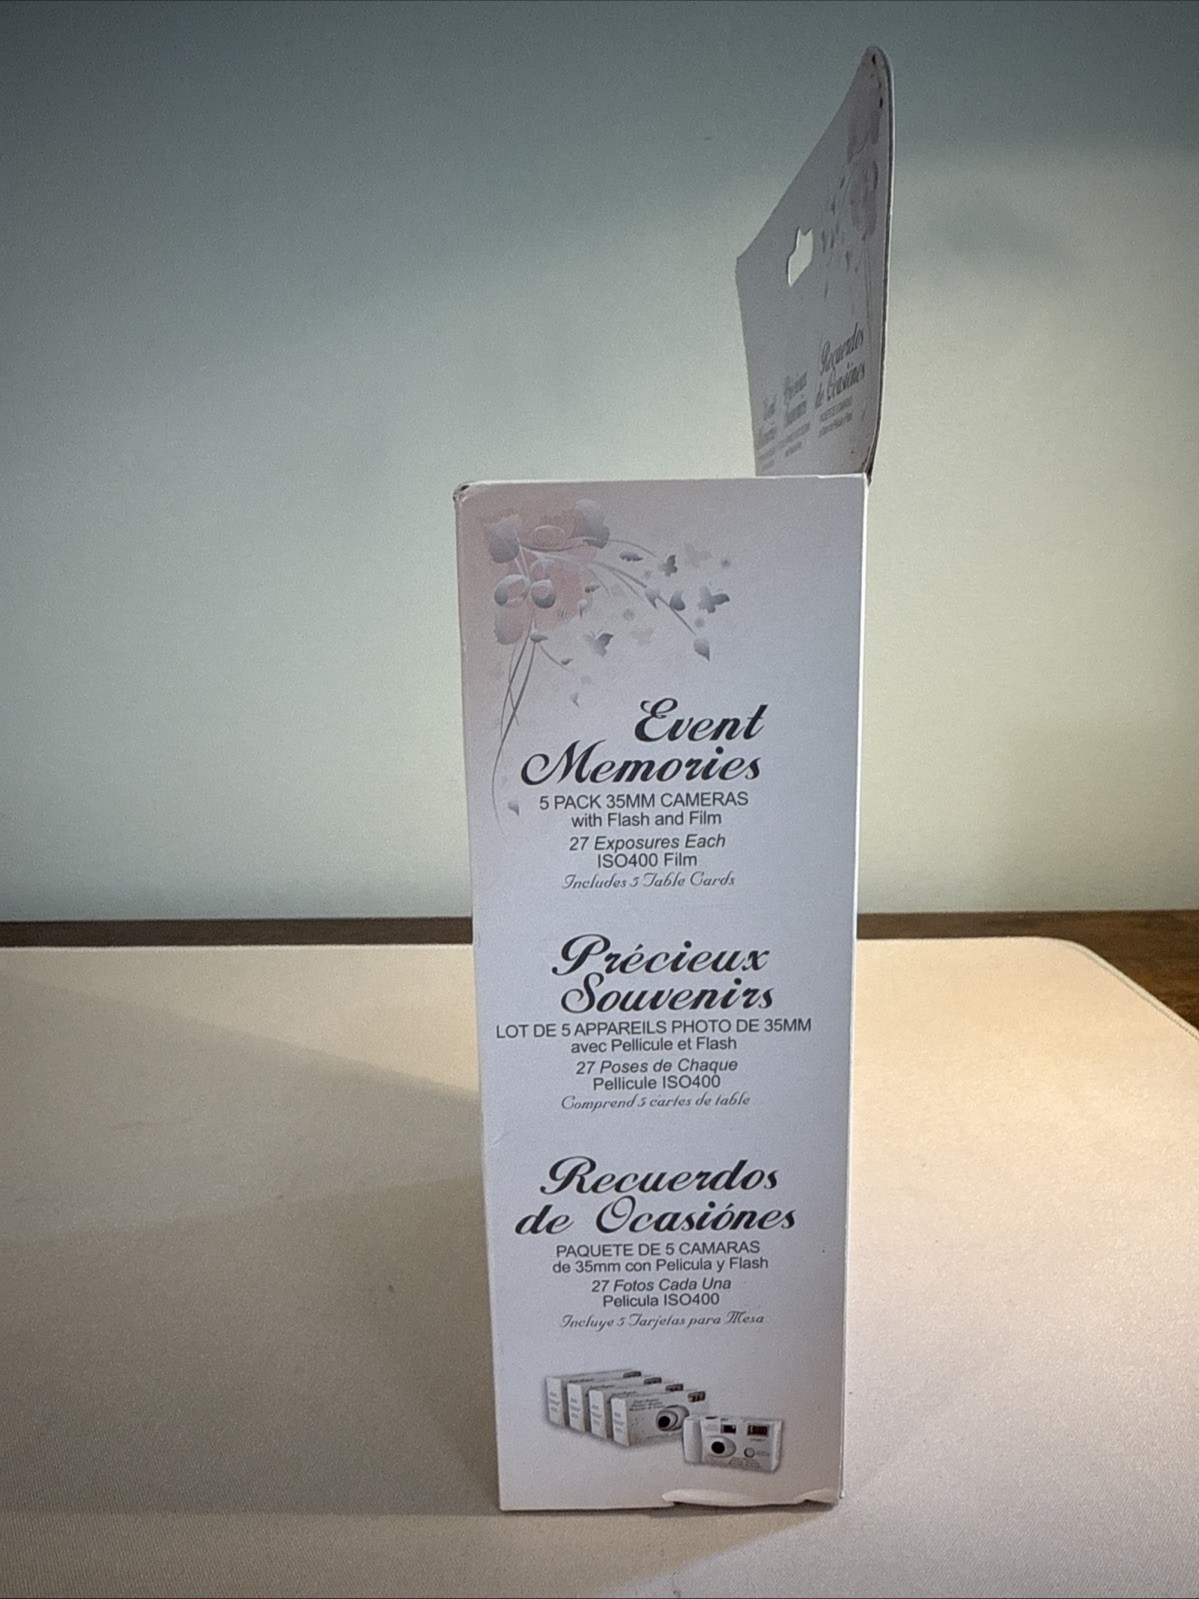 Recuerdos
de Ocasiónes
Event
Memories
5 PACK 35MM CAMERAS
with Flash and Film
27 Exposures Each
ISO400 Film
Includes 5 Table Cards
Précieux
Souvenirs
LOT DE 5 APPAREILS PHOTO DE 35MM
avec Pellicule et Flash
27 Poses de Chaque
Pellicule ISO400
Comprend 5 cartes de table
Recuerdos
de Ocasiónes
PAQUETE DE 5 CAMARAS
de 35mm con Pelicula y Flash
27 Fotos Cada Una
Pelicula ISO400
Incluye 5 Tarjetas para Mesa